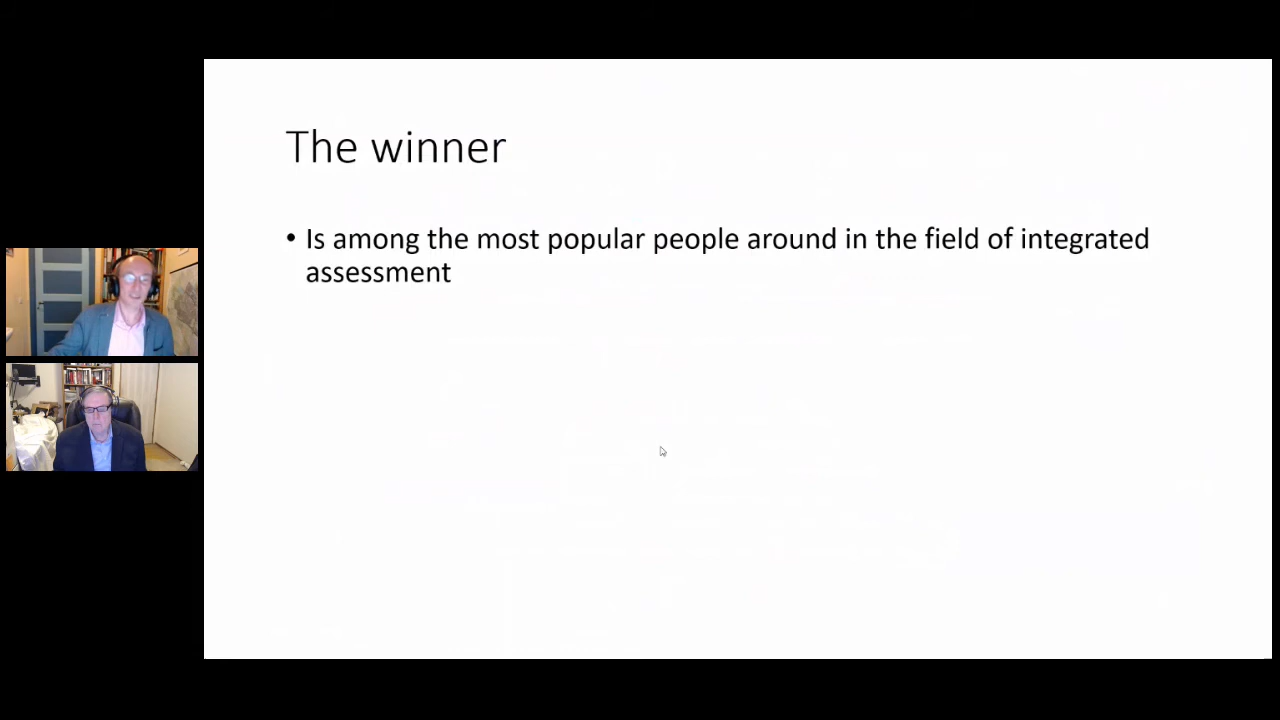 The winner
• Is among the most popular people around in the field of integrated
assessment